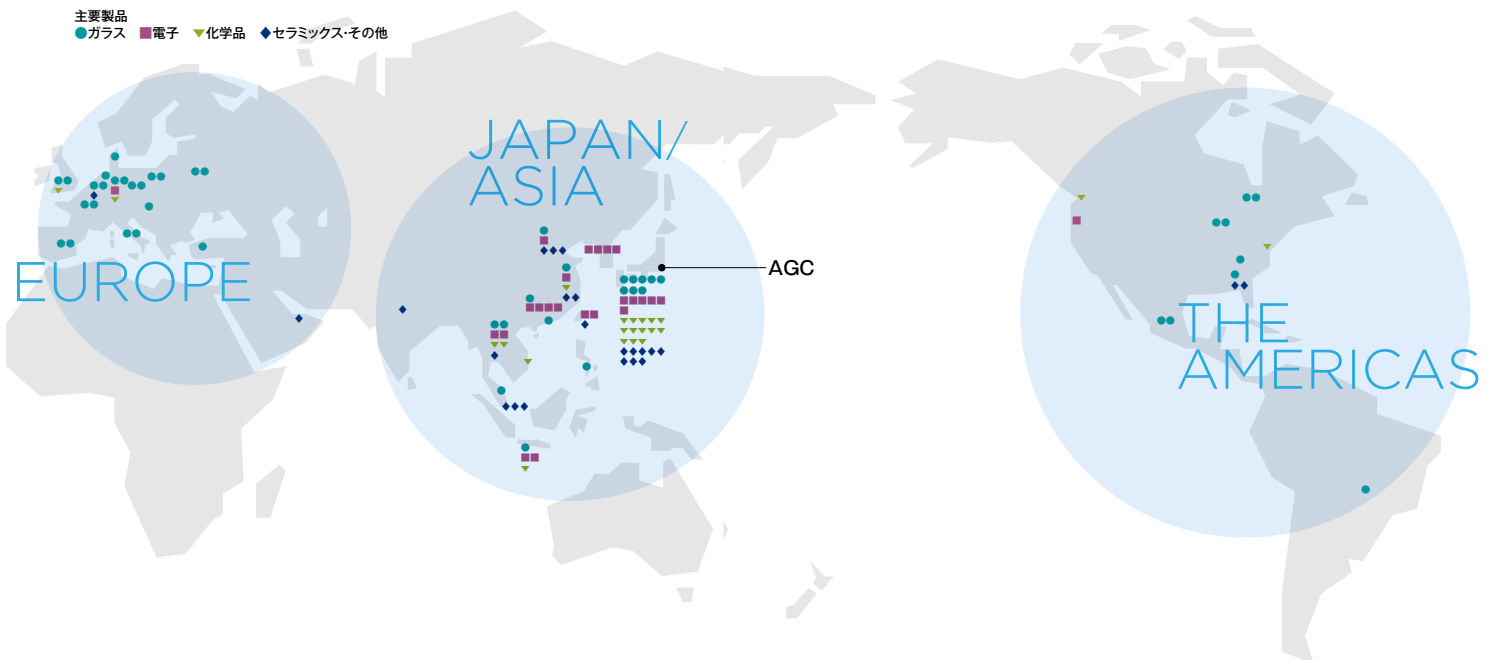 主要製品
ガラス 電子 化学品 セラミックス・その他
JAPAN/
ASIA
AGC
EUROPE
THE
AMERICAS